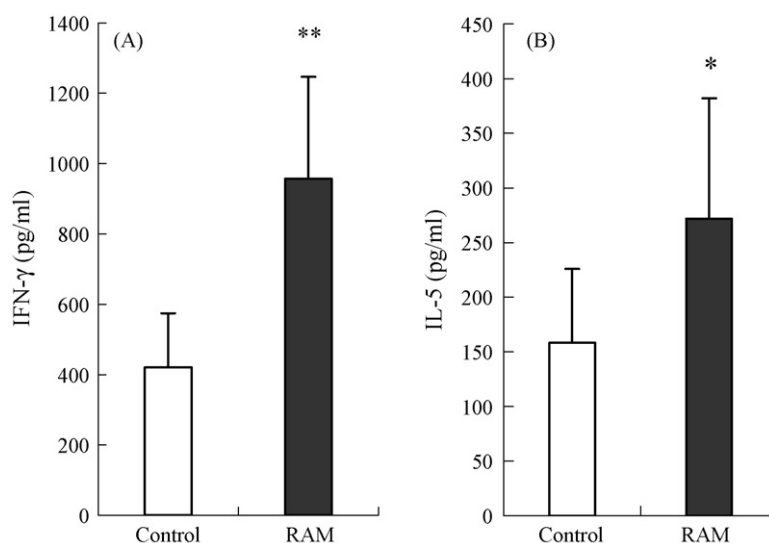 (A)
**
1400
1200
1000
800
600
400
200
0
IFN-γ (pg/ml)
Control
RAM
(B)
*
450
400
350
300
250
200
150
100
50
0
IL-5 (pg/ml)
Control
RAM